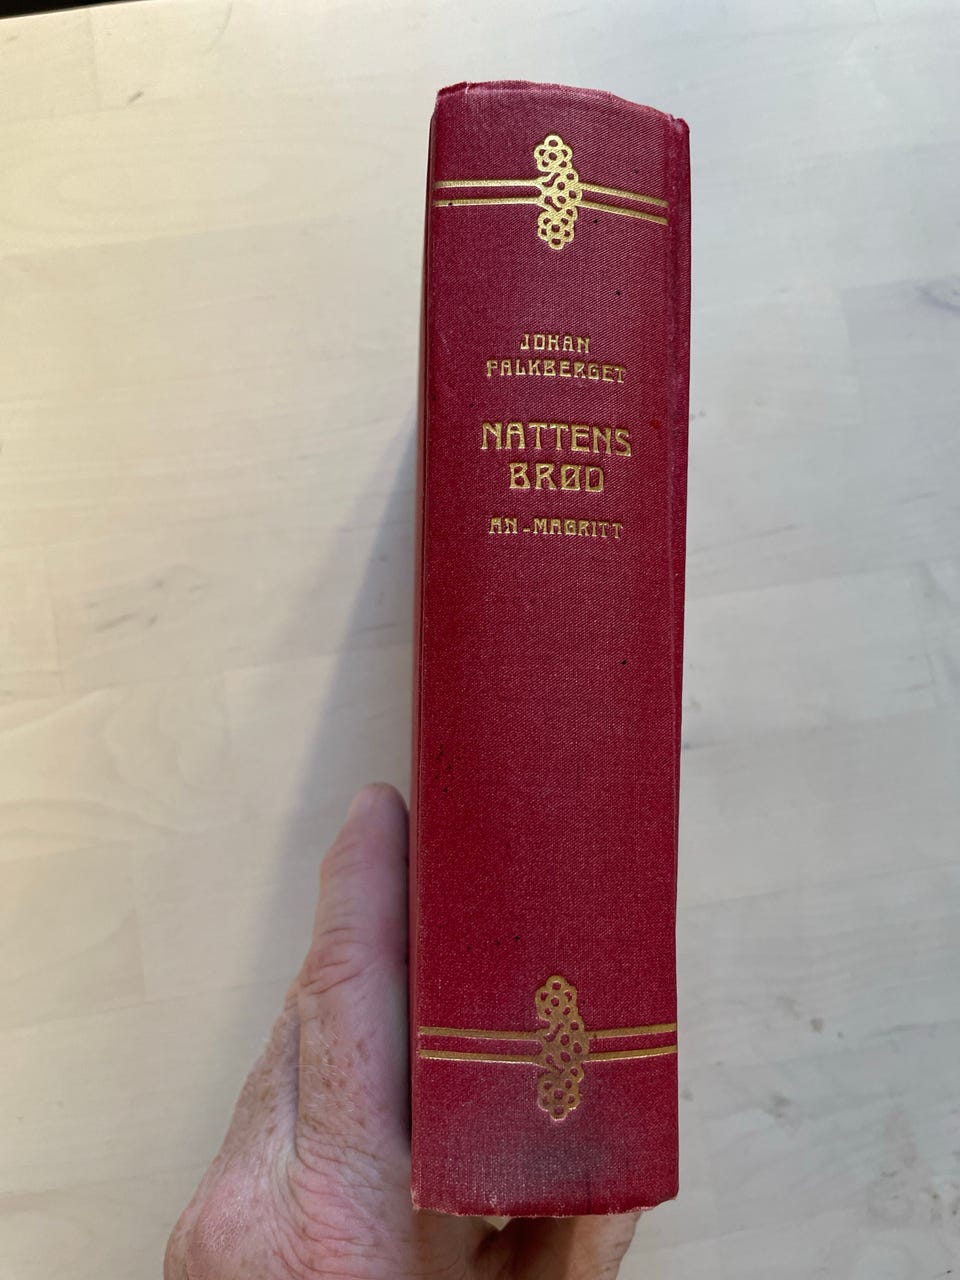 JOHAN
FALKBERGET
NATTENS
BRØD
AN-MAGRITT